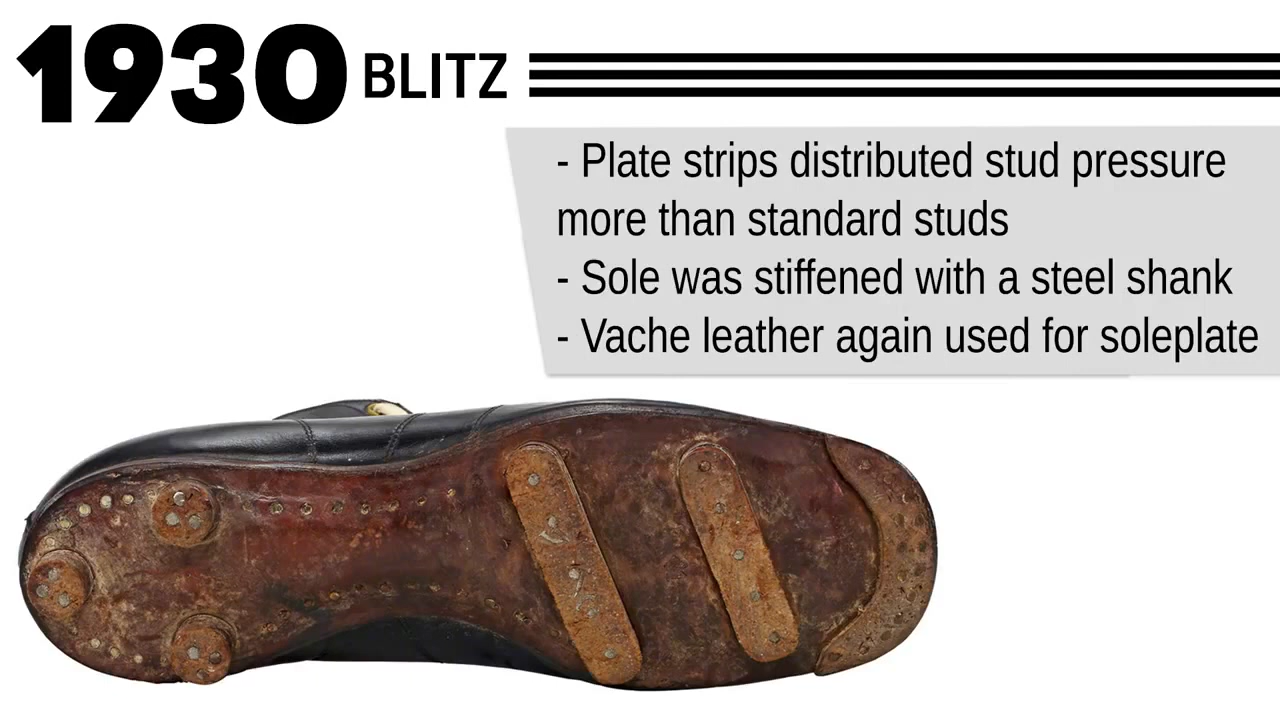 1930 BLITZ
- Plate strips distributed stud pressure
more than standard studs
- Sole was stiffened with a steel shank
- Vache leather again used for soleplate